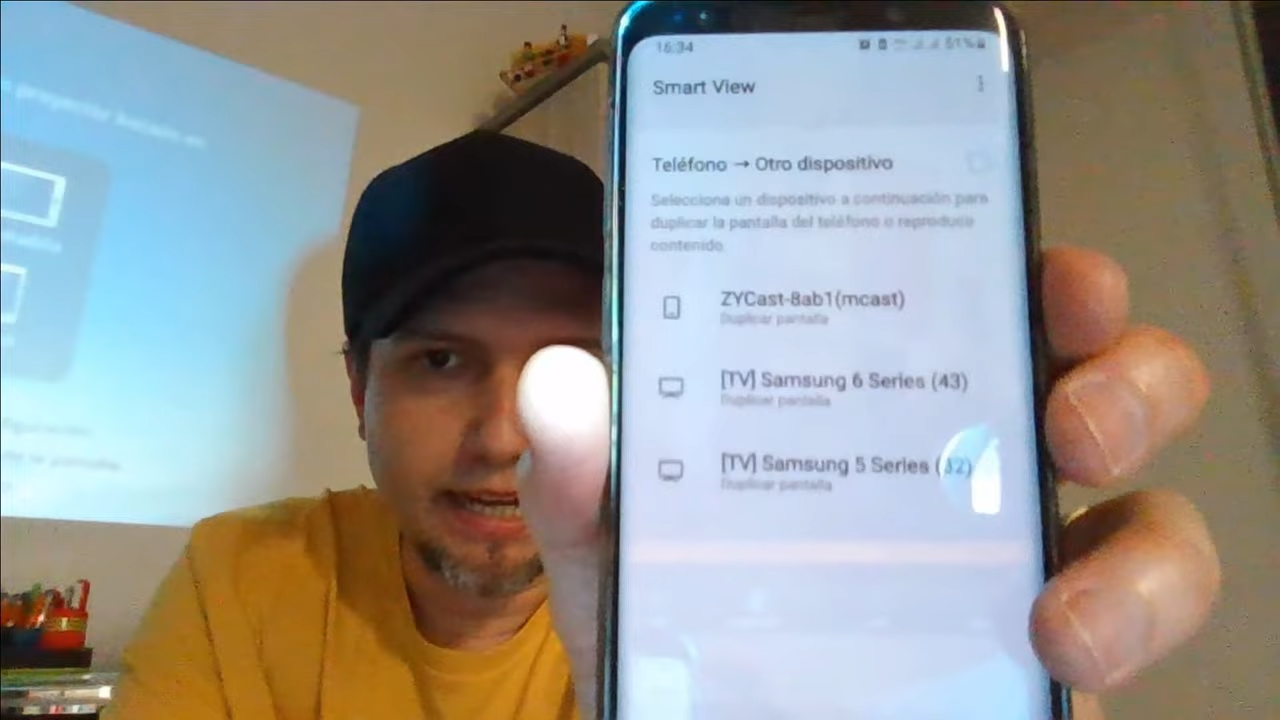 16:34
61%
Smart View
Teléfono → Otro dispositivo
Selecciona un dispositivo a continuación para
duplicar la pantalla del teléfono o reproduce
contenido
ZYCast-8ab1(mcast)
Duplicar pantalla
[TV] Samsung 6 Series (43)
Duplicar pantalla
[TV] Samsung 5 Series (32)
Duplicar pantalla